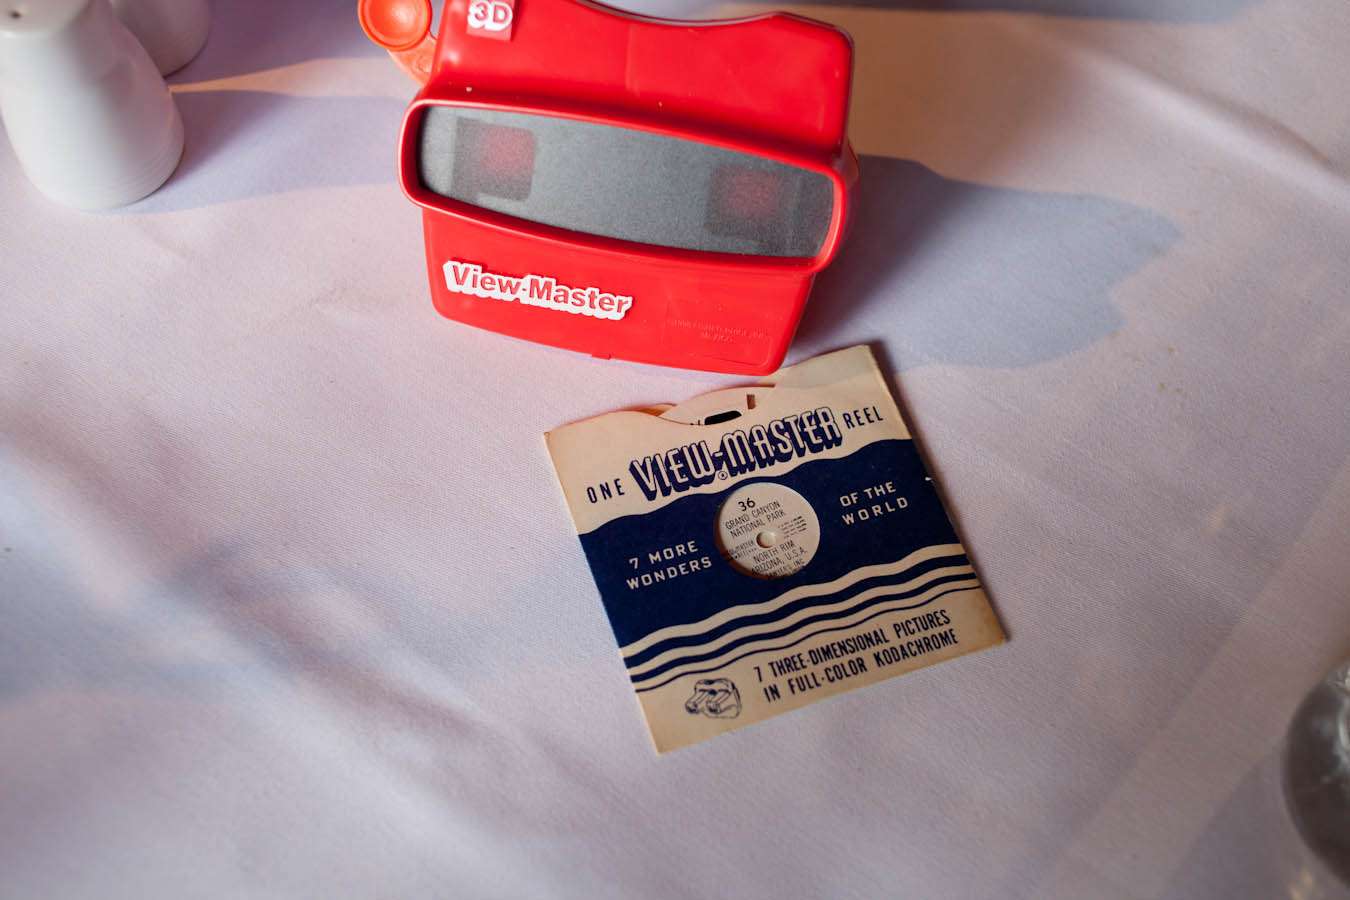 3D
View-Master
ONE VIEW-MASTER REEL
®
7 MORE
WONDERS
OF THE
WORLD
36
GRAND CANYON
NATIONAL PARK
NORTH RIM
ARIZONA, U.S.A.
7 THREE-DIMENSIONAL PICTURES
IN FULL-COLOR KODACHROME